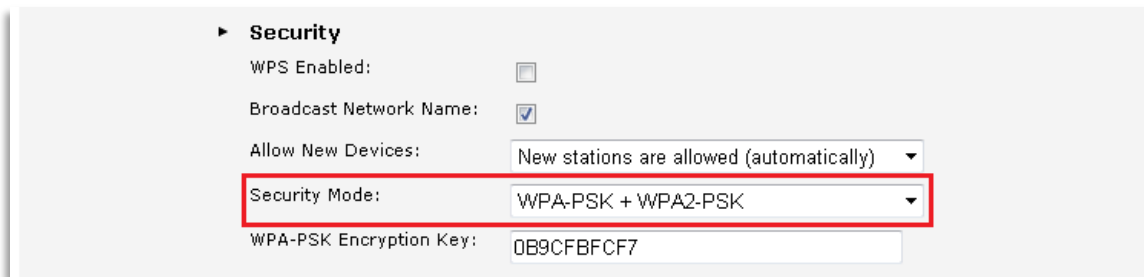 Security
WPS Enabled:
Broadcast Network Name:
Allow New Devices: New stations are allowed (automatically)
Security Mode: WPA-PSK + WPA2-PSK
WPA-PSK Encryption Key: 0B9CFBFCF7